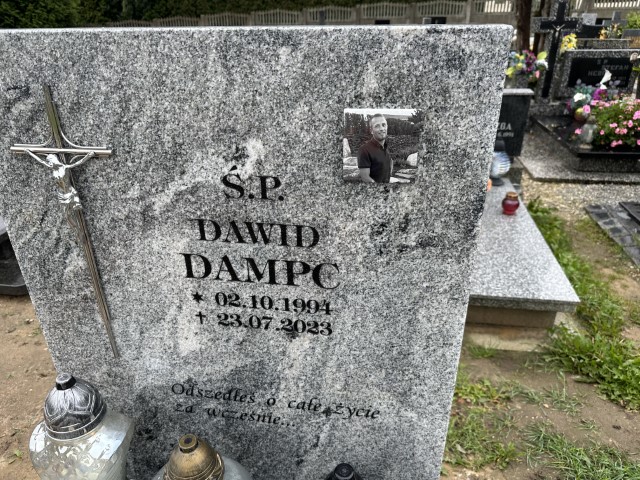 Ś.P.
DAWID
DAMPC
★ 02.10.1994
✝ 23.07.2023
Odszedłeś o całe życie
za wcześnie...